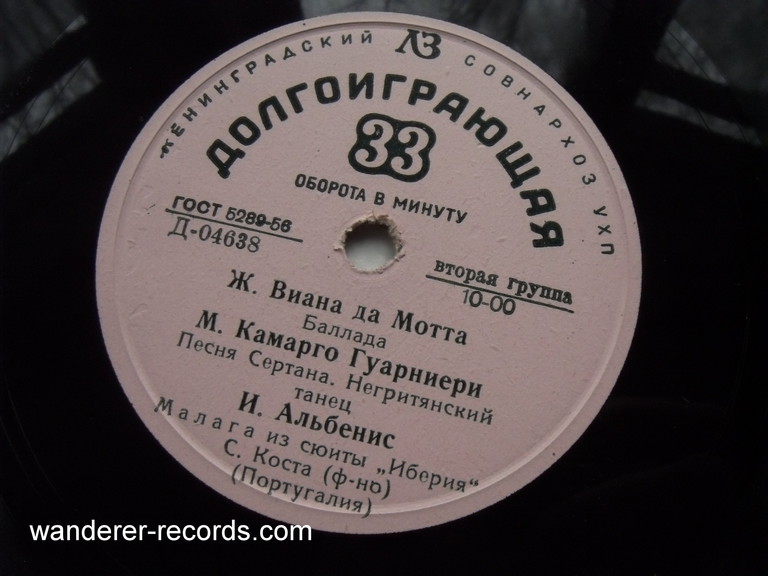 ЛЕНИНГРАДСКИЙ ЛЗ СОВНАРХОЗ УХП
ДОЛГОИГРАЮЩАЯ
33
ОБОРОТА В МИНУТУ
ГОСТ 5289-56
Д-04638
вторая группа
10-00
Ж. Виана да Мотта
Баллада
М. Камарго Гуарниери
Песня Сертана. Негритянский
танец
И. Альбенис
Малага из сюиты „Иберия“
С. Коста (ф-но)
(Португалия)
wanderer-records.com